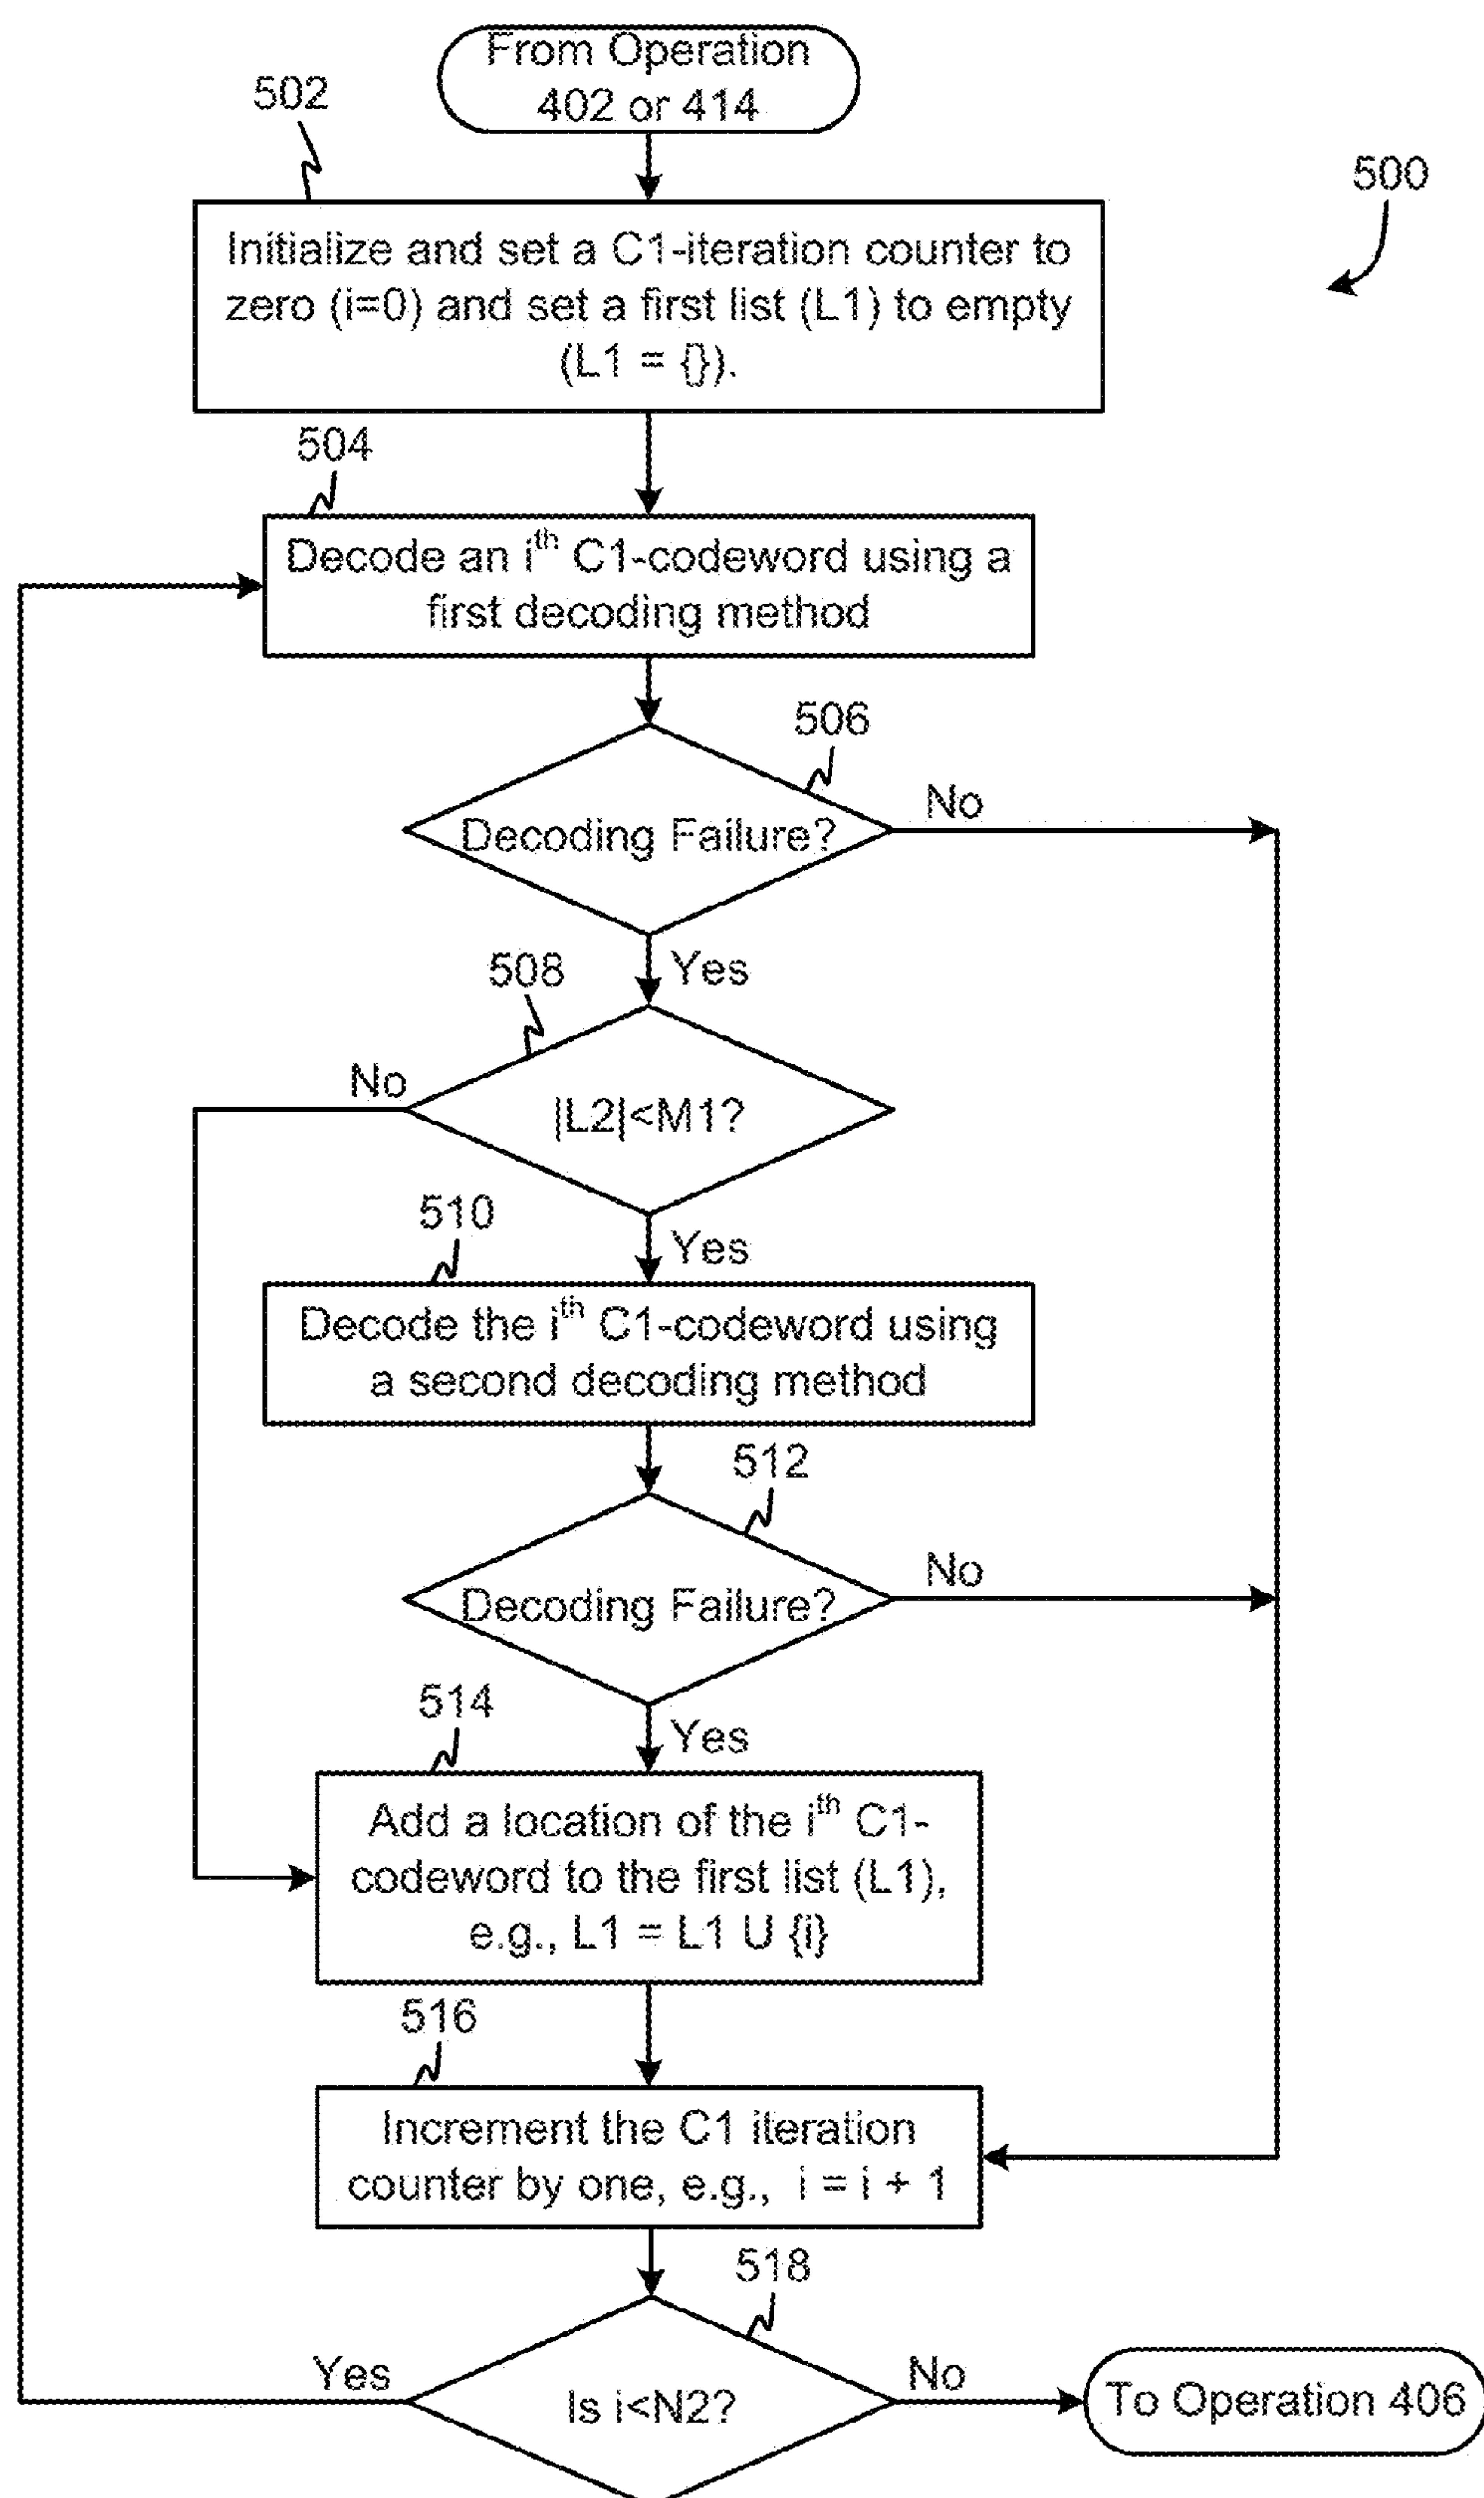 From Operation
402 or 414
502
500
Initialize and set a C1-iteration counter to
zero (i=0) and set a first list (L1) to empty
(L1 = {}).
504
Decode an ith C1-codeword using a
first decoding method
506
Decoding Failure?
No
Yes
508
No
|L2|<M1?
510
Yes
Decode the ith C1-codeword using
a second decoding method
512
Decoding Failure?
No
514
Yes
Add a location of the ith C1-
codeword to the first list (L1),
e.g., L1 = L1 U {i}
516
Increment the C1 iteration
counter by one, e.g., i = i + 1
518
Yes
Is i<N2?
No
To Operation 406